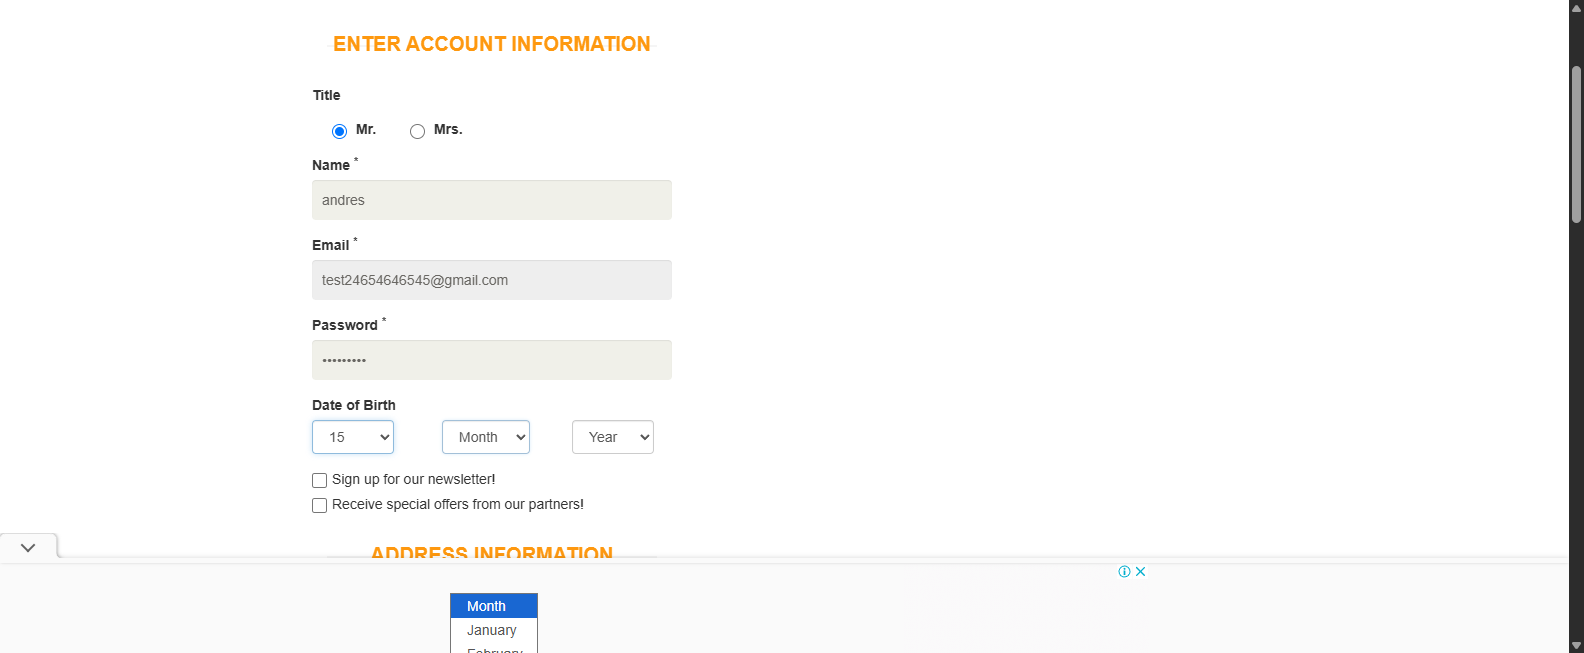 ENTER ACCOUNT INFORMATION
Title
Mr. Mrs.
Name *
andres
Email *
test24654646545@gmail.com
Password *
•••••••••
Date of Birth
15 Month Year
Sign up for our newsletter!
Receive special offers from our partners!
ADDRESS INFORMATION
Month
January
February